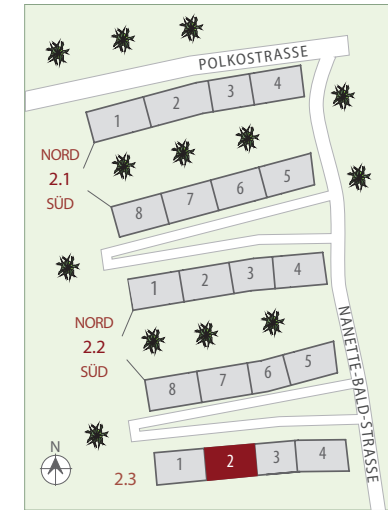 POLKOSTRASSE
1 2 3 4
NORD
2.1
SÜD
8 7 6 5
1 2 3 4
NORD
2.2
SÜD
8 7 6 5
NANETTE-BALD-STRASSE
N
2.3
1 2 3 4